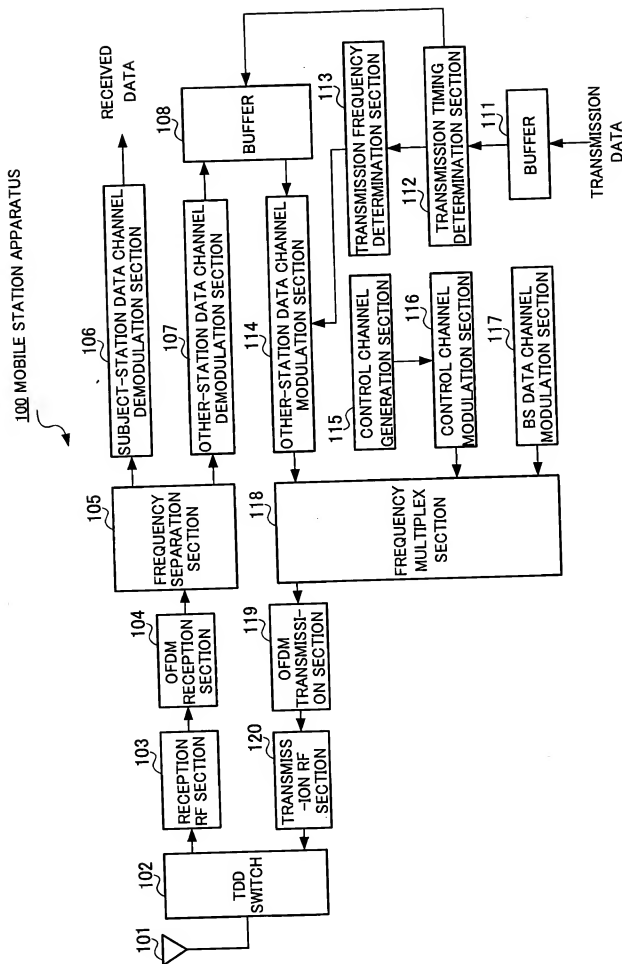 100 MOBILE STATION APPARATUS
101
102
TDD
SWITCH
103
RECEPTION
RF SECTION
104
OFDM
RECEPTION
SECTION
105
FREQUENCY
SEPARATION
SECTION
106
SUBJECT-STATION DATA CHANNEL
DEMODULATION SECTION
RECEIVED
DATA
107
OTHER-STATION DATA CHANNEL
DEMODULATION SECTION
108
BUFFER
120
TRANSMISS
-ION RF
SECTION
119
OFDM
TRANSMISSI-
ON SECTION
118
FREQUENCY
MULTIPLEX
SECTION
114
OTHER-STATION DATA CHANNEL
MODULATION SECTION
113
TRANSMISSION FREQUENCY
DETERMINATION SECTION
115
CONTROL CHANNEL
GENERATION SECTION
112
TRANSMISSION TIMING
DETERMINATION SECTION
116
CONTROL CHANNEL
MODULATION SECTION
111
BUFFER
117
BS DATA CHANNEL
MODULATION SECTION
TRANSMISSION
DATA